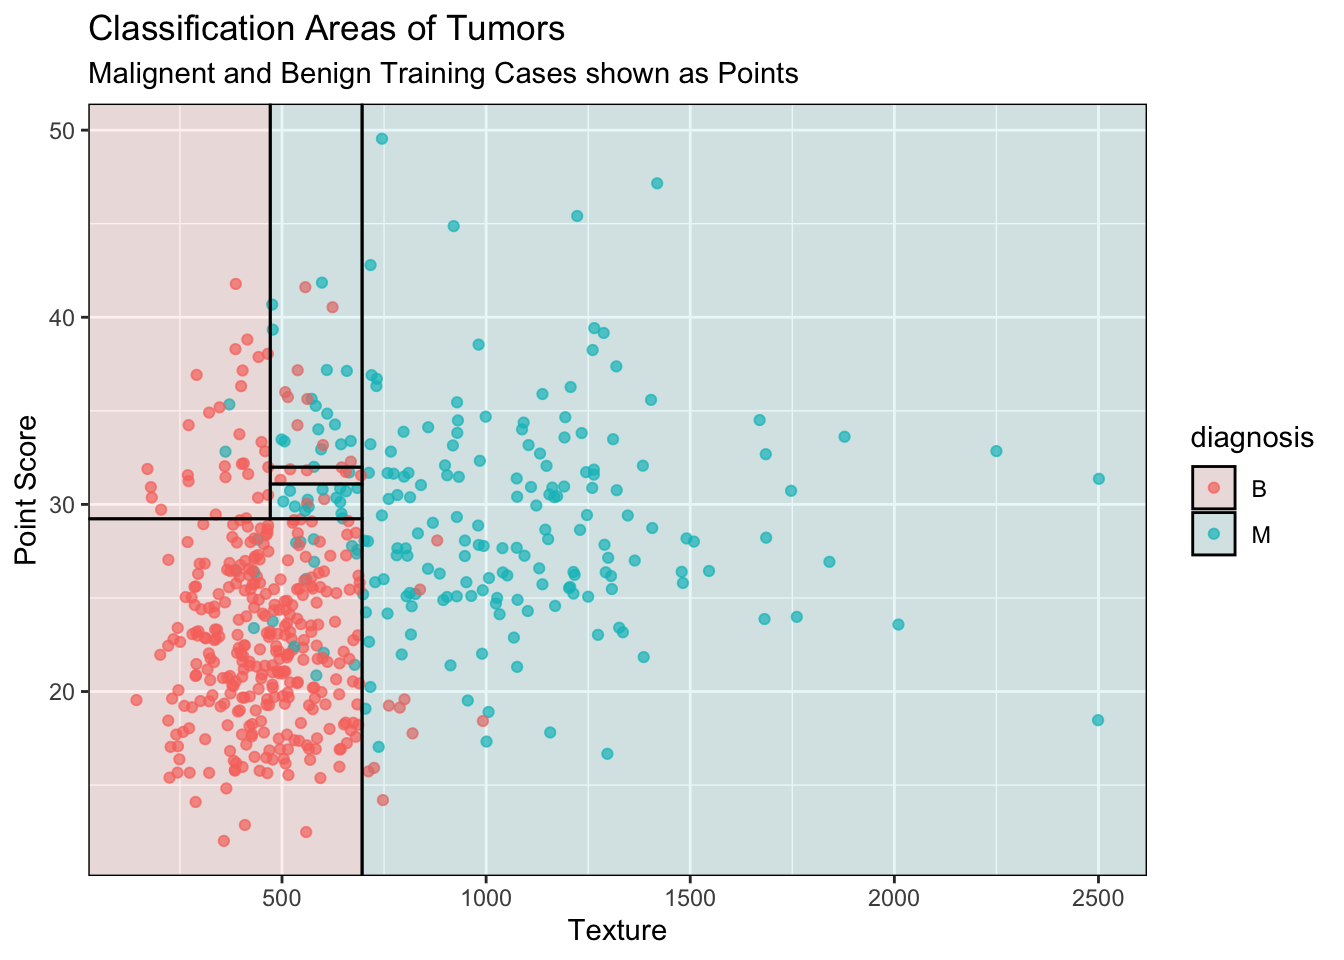 Classification Areas of Tumors
Malignent and Benign Training Cases shown as Points
50
40
30
20
Point Score
500
1000
1500
2000
2500
Texture
diagnosis
B
M